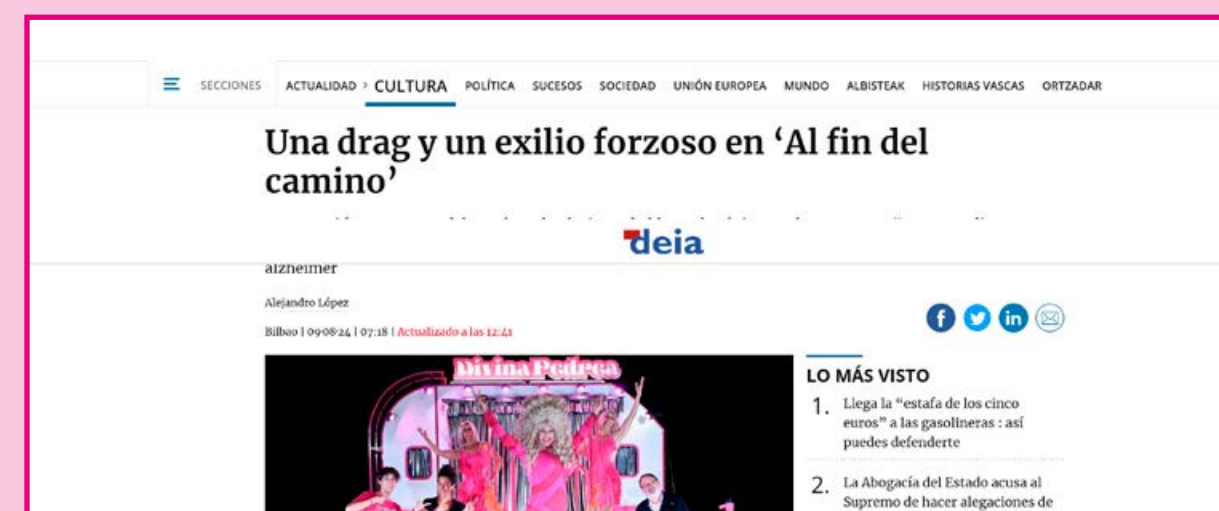 SECCIONES ACTUALIDAD > CULTURA POLÍTICA SUCESOS SOCIEDAD UNIÓN EUROPEA MUNDO ALBISTEAK HISTORIAS VASCAS ORTZADAR
Una drag y un exilio forzoso en ‘Al fin del
camino’
deia
alzheimer
Alejandro López
Bilbao | 09·08·24 | 07:18 | Actualizado a las 12:41
Divina Pedreca
LO MÁS VISTO
1. Llega la “estafa de los cinco
euros” a las gasolineras : así
puedes defenderte
2. La Abogacía del Estado acusa al
Supremo de hacer alegaciones de